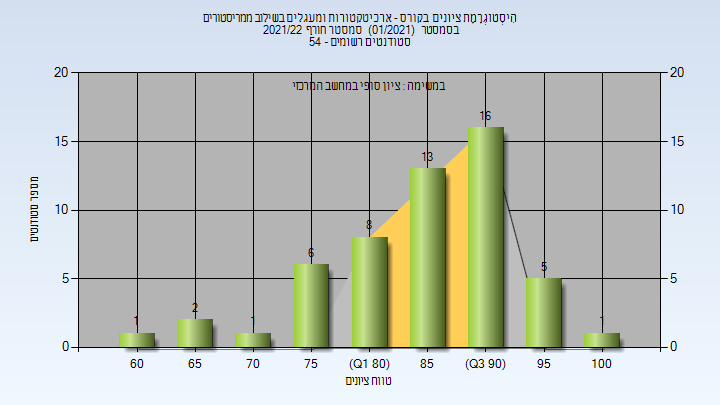 היסטוגרמת ציונים בקורס - ארכיטקטורות ומעגלים בשילוב ממריסטורים
בסמסטר (01/2021) סמסטר חורף 2021/22
סטודנטים רשומים - 54
במשימה : ציון סופי במחשב המרכזי
20 20
15 15
10 10
5 5
0 0
מספר סטודנטים
1 2 1 6 8 13 16 5 1
60 65 70 75 (Q1 80) 85 (Q3 90) 95 100
טווח ציונים